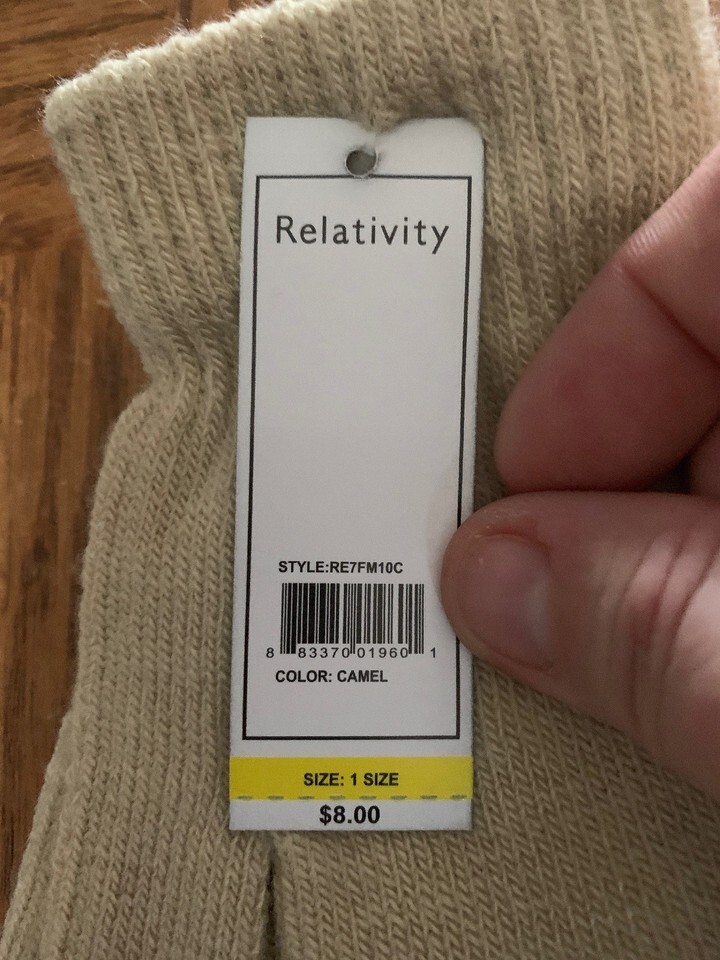 Relativity
STYLE:RE7FM10C
8 83370 01960 1
COLOR: CAMEL
SIZE: 1 SIZE
$8.00